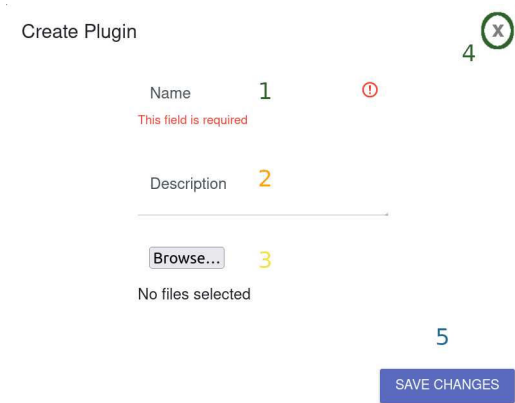 Create Plugin
X
4
Name 1
This field is required
Description 2
Browse... 3
No files selected
5
SAVE CHANGES